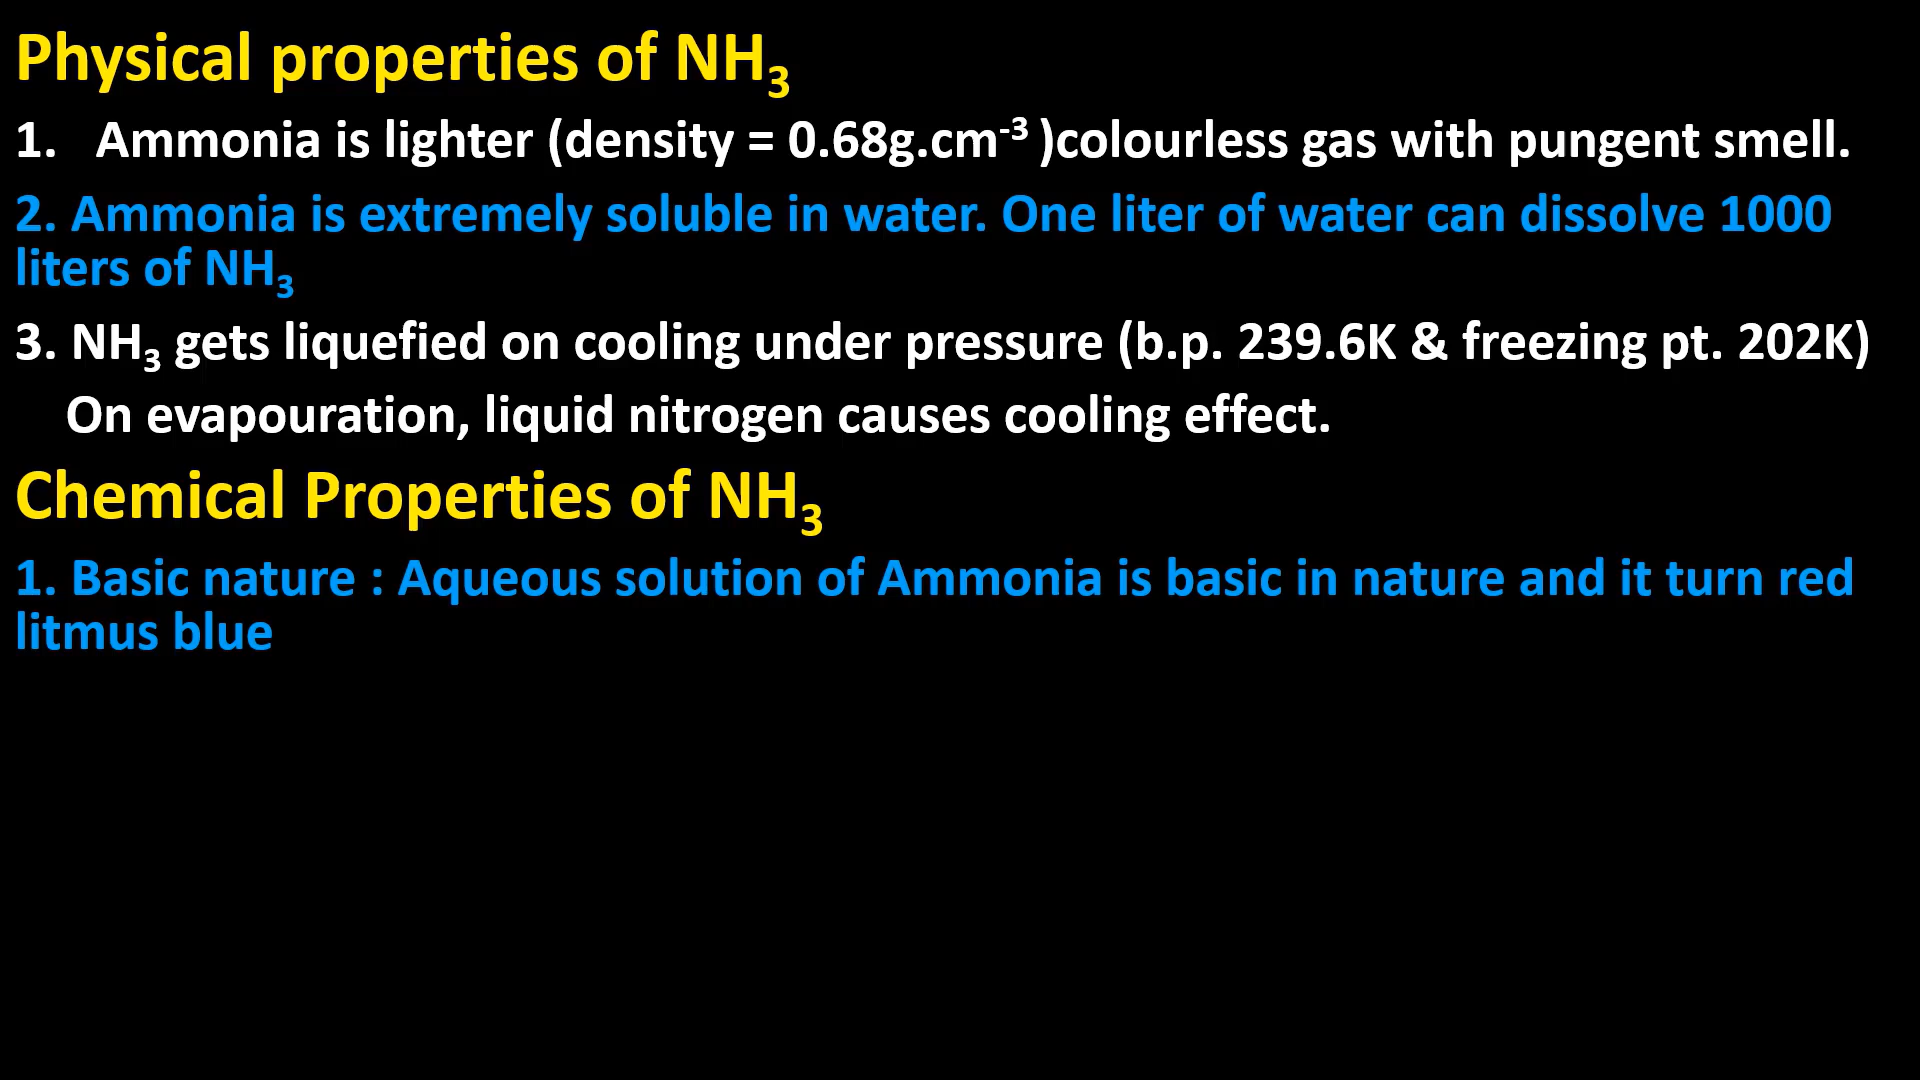 Physical properties of NH₃
1. Ammonia is lighter (density = 0.68g.cm⁻³ )colourless gas with pungent smell.
2. Ammonia is extremely soluble in water. One liter of water can dissolve 1000
liters of NH₃
3. NH₃ gets liquefied on cooling under pressure (b.p. 239.6K & freezing pt. 202K)
On evapouration, liquid nitrogen causes cooling effect.
Chemical Properties of NH₃
1. Basic nature : Aqueous solution of Ammonia is basic in nature and it turn red
litmus blue